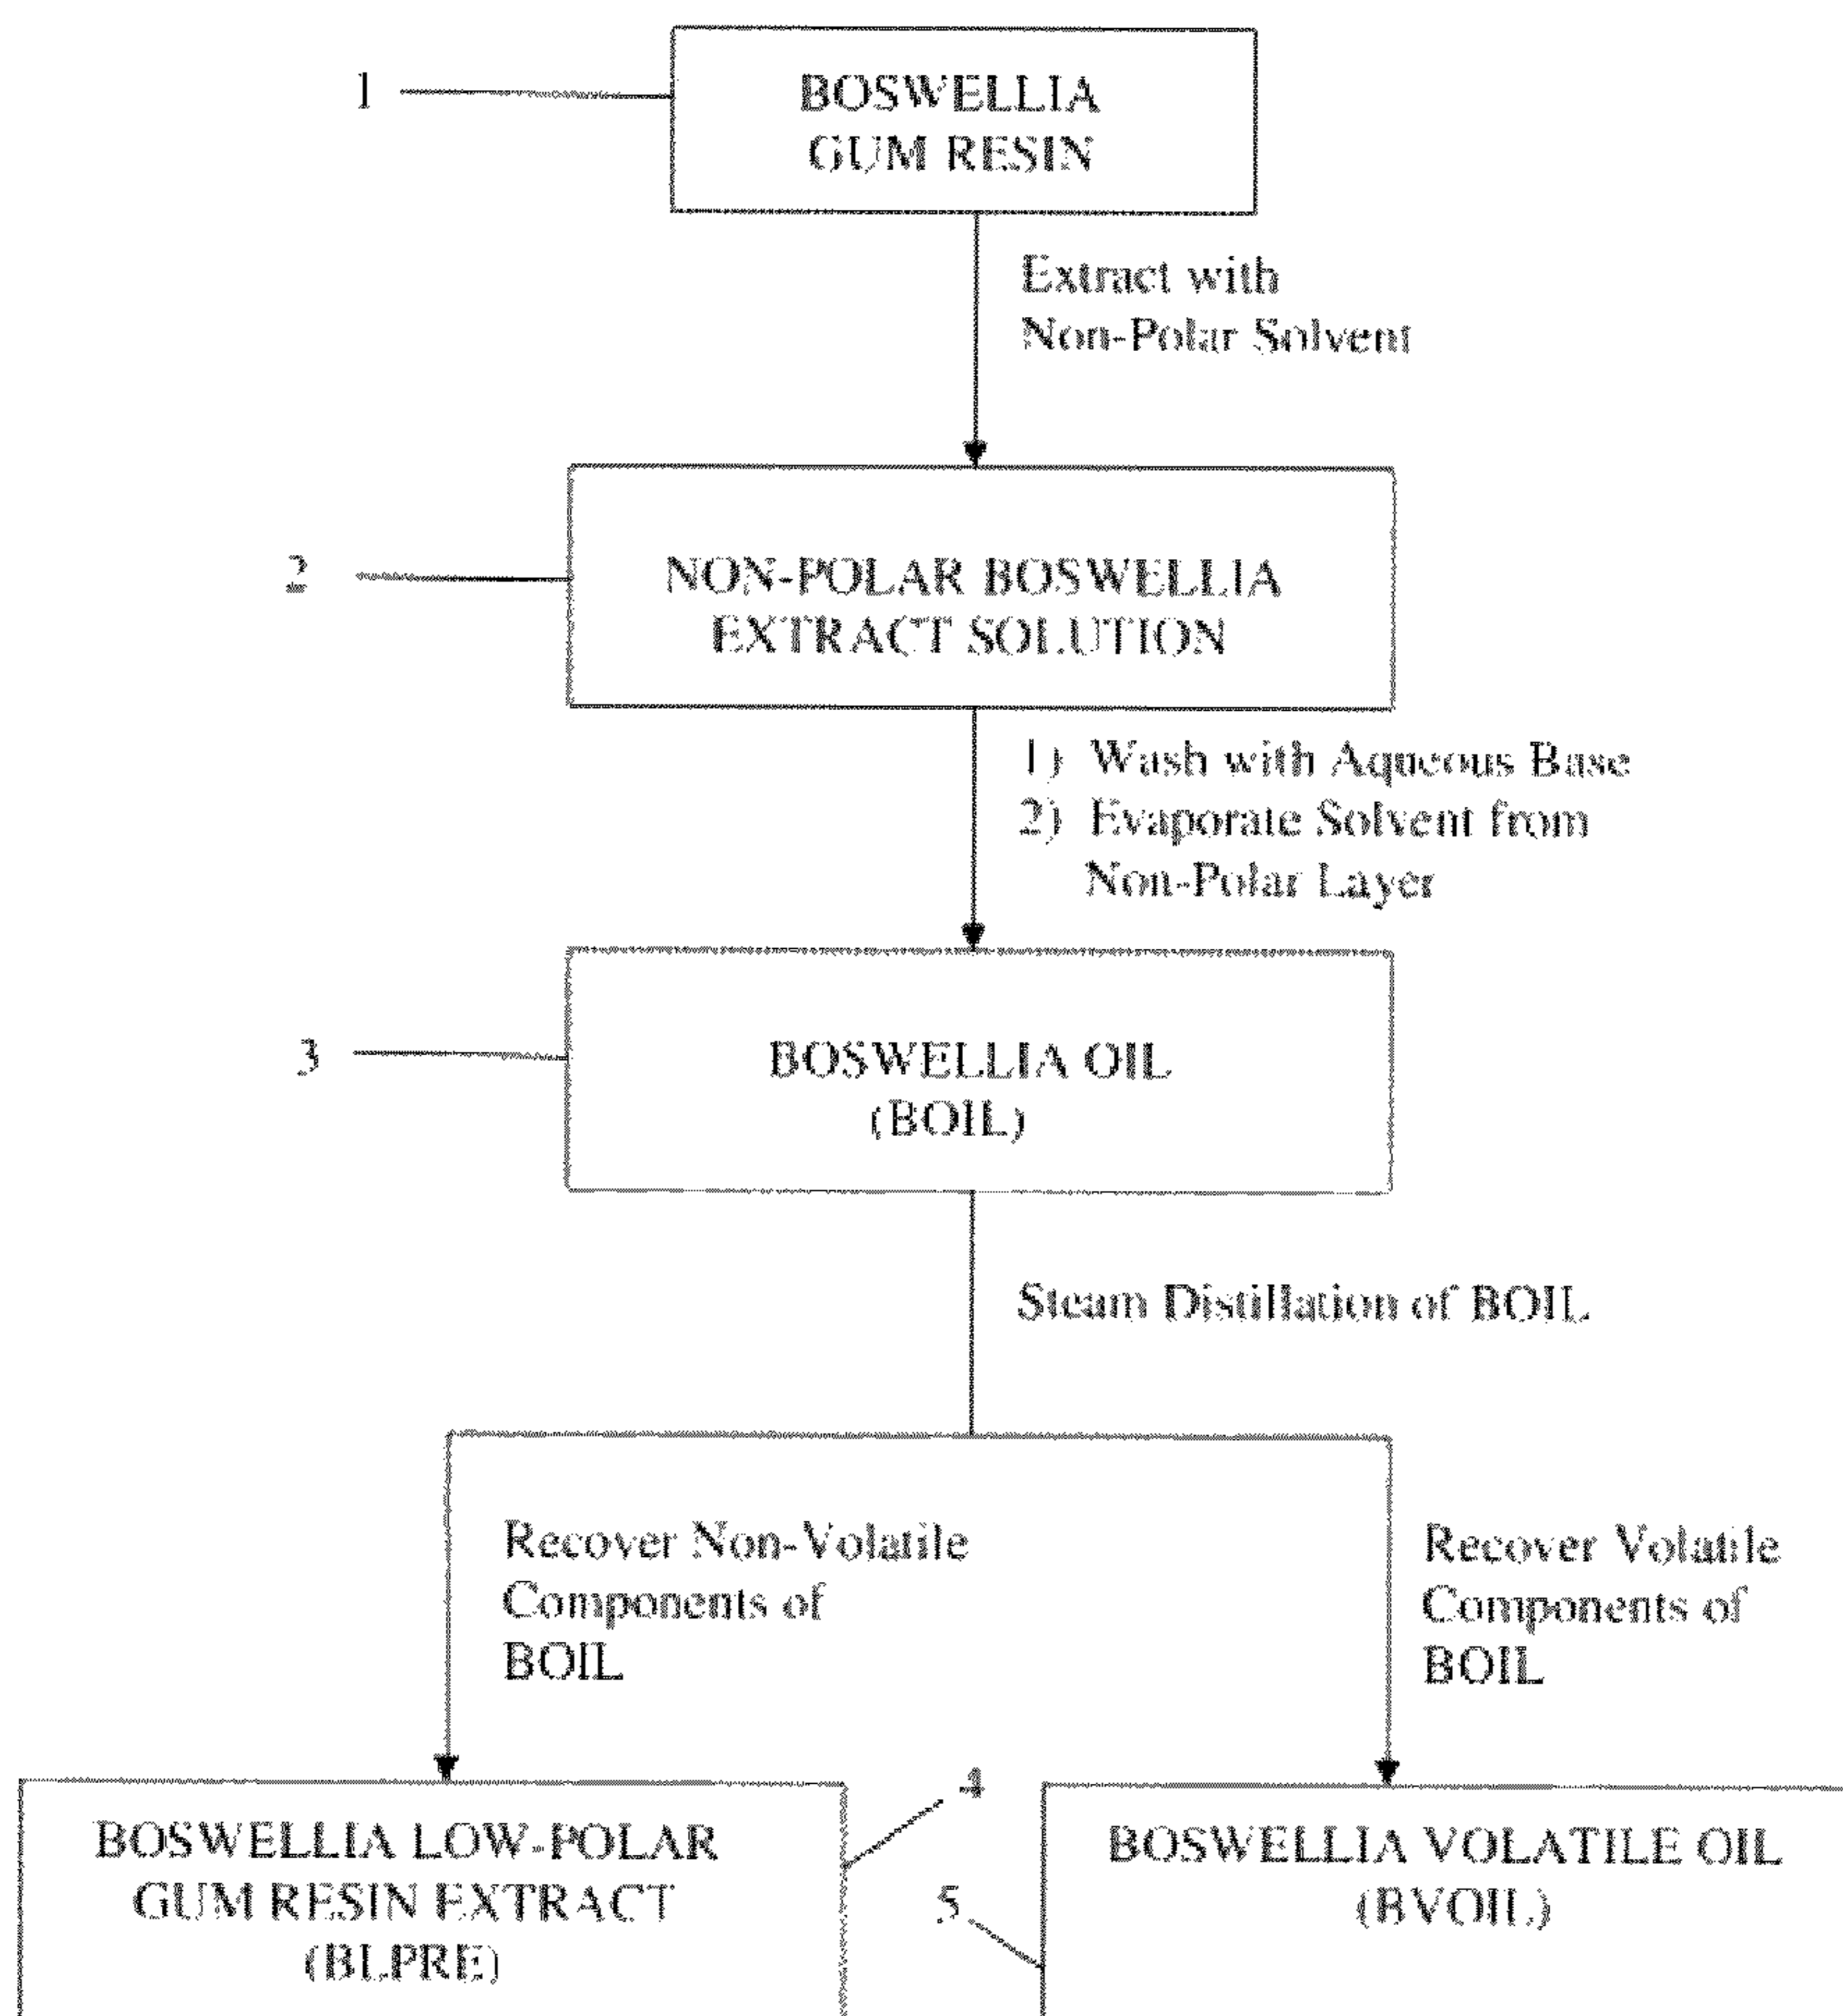 1
BOSWELLIA
GUM RESIN
Extract with
Non-Polar Solvent
2
NON-POLAR BOSWELLIA
EXTRACT SOLUTION
1) Wash with Aqueous Base
2) Evaporate Solvent from
Non-Polar Layer
3
BOSWELLIA OIL
(BOIL)
Steam Distillation of BOIL
Recover Non-Volatile
Components of
BOIL
Recover Volatile
Components of
BOIL
4
BOSWELLIA LOW-POLAR
GUM RESIN EXTRACT
(BLPRE)
5
BOSWELLIA VOLATILE OIL
(BVOIL)